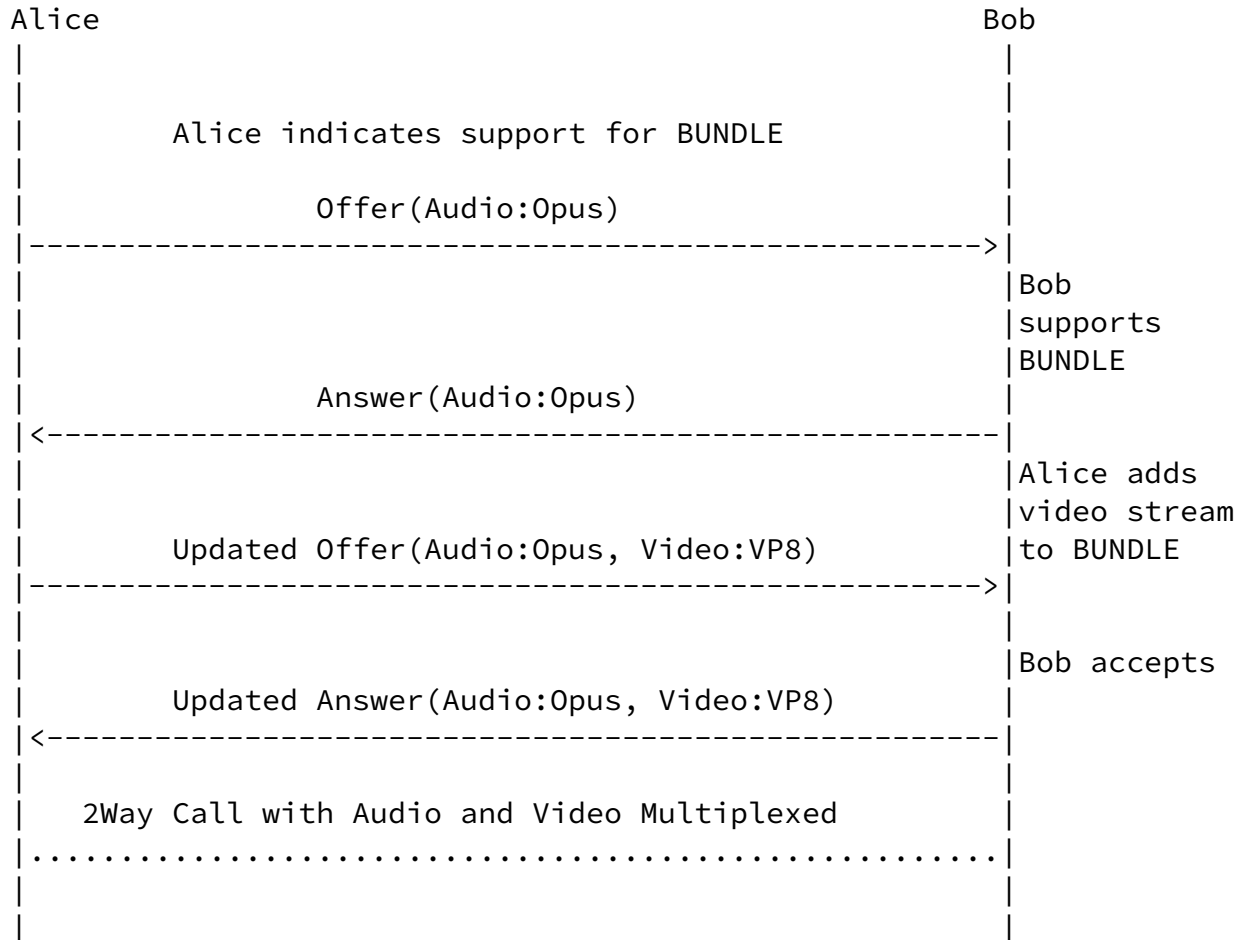 Alice Bob
Alice indicates support for BUNDLE
Offer(Audio:Opus)
Bob
supports
BUNDLE
Answer(Audio:Opus)
Alice adds
video stream
Updated Offer(Audio:Opus, Video:VP8) to BUNDLE
Bob accepts
Updated Answer(Audio:Opus, Video:VP8)
2Way Call with Audio and Video Multiplexed